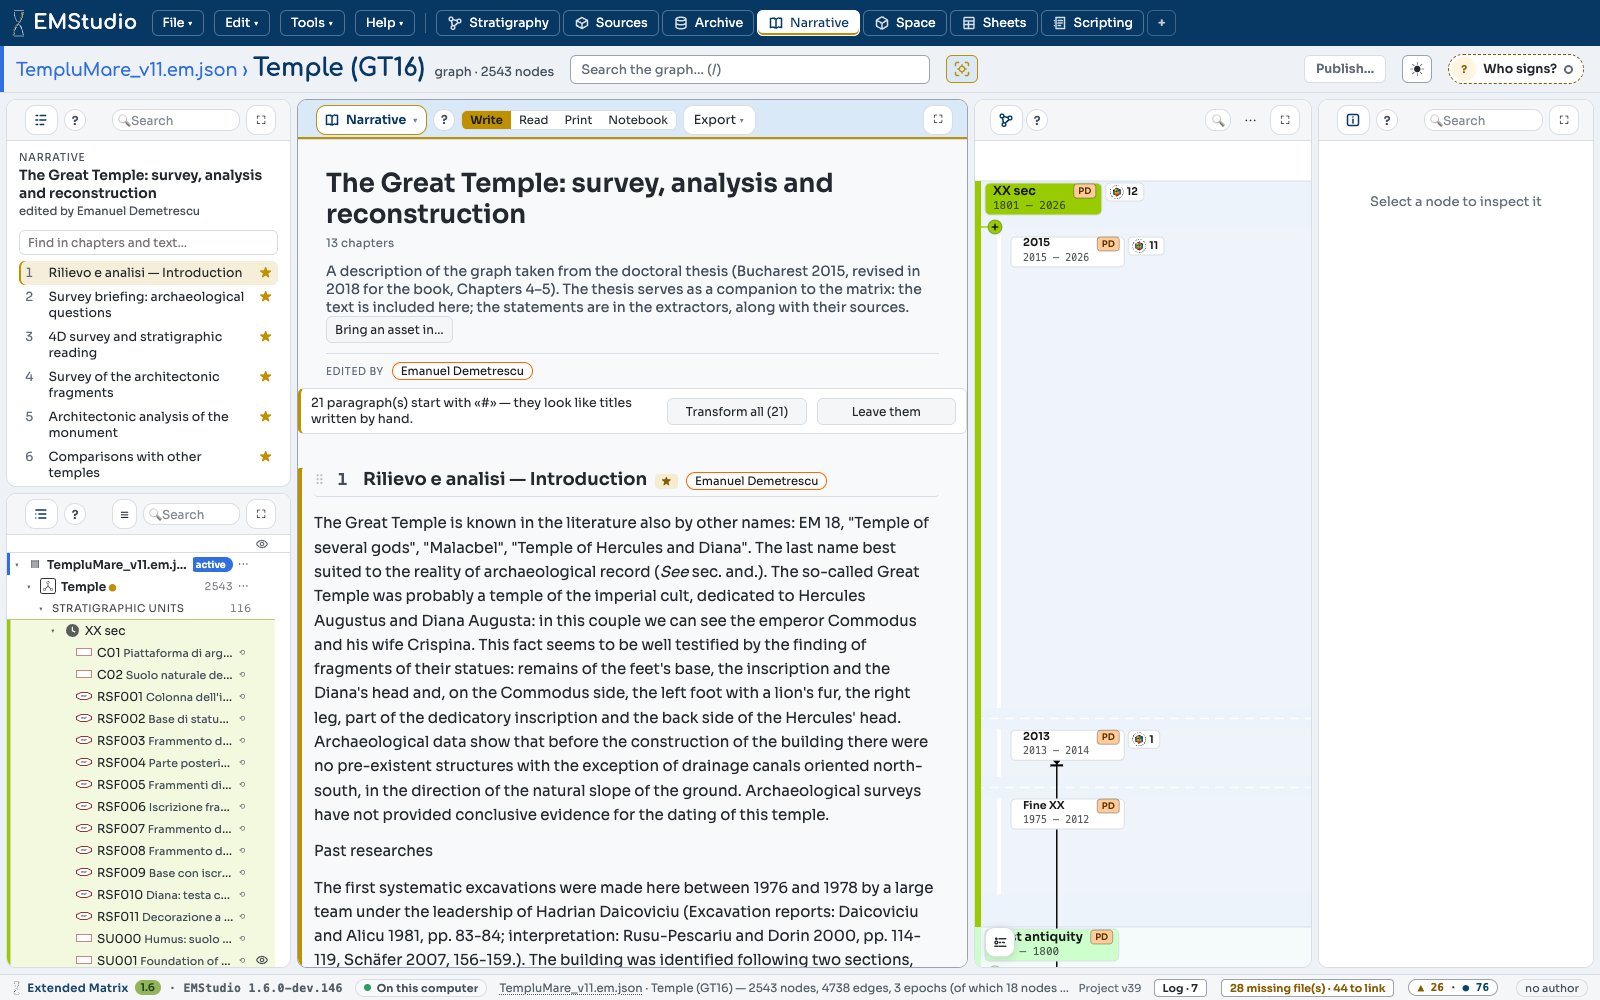 EMStudio File ▾ Edit ▾ Tools ▾ Help ▾ Stratigraphy Sources Archive Narrative Space Sheets Scripting +
TempluMare_v11.em.json › Temple (GT16) graph · 2543 nodes Search the graph... (/) Publish... ? Who signs?
? Search
NARRATIVE
The Great Temple: survey, analysis
and reconstruction
edited by Emanuel Demetrescu
Find in chapters and text...
1 Rilievo e analisi — Introduction ★
2 Survey briefing: archaeological ★
questions
3 4D survey and stratigraphic ★
reading
4 Survey of the architectonic ★
fragments
5 Architectonic analysis of the ★
monument
6 Comparisons with other ★
temples
? ≡ Search
TempluMare_v11.em.j... active ···
Temple 2543 ···
STRATIGRAPHIC UNITS 116
XX sec
C01 Piattaforma di arg...
C02 Suolo naturale de...
RSF001 Colonna dell'i...
RSF002 Base di statu...
RSF003 Frammento d...
RSF004 Parte posteri...
RSF005 Frammenti di...
RSF006 Iscrizione fra...
RSF007 Frammento d...
RSF008 Frammento d...
RSF009 Base con iscr...
RSF010 Diana: testa c...
RSF011 Decorazione a ...
SU000 Humus: suolo ...
SU001 Foundation of ...
Narrative ▾ ? Write Read Print Notebook Export ▾
The Great Temple: survey, analysis and
reconstruction
13 chapters
A description of the graph taken from the doctoral thesis (Bucharest 2015, revised in
2018 for the book, Chapters 4–5). The thesis serves as a companion to the matrix: the
text is included here; the statements are in the extractors, along with their sources.
Bring an asset in...
EDITED BY Emanuel Demetrescu
21 paragraph(s) start with «#» — they look like titles
written by hand.
Transform all (21) Leave them
1 Rilievo e analisi — Introduction ★ Emanuel Demetrescu
The Great Temple is known in the literature also by other names: EM 18, "Temple of
several gods", "Malacbel", "Temple of Hercules and Diana". The last name best
suited to the reality of archaeological record (See sec. and.). The so-called Great
Temple was probably a temple of the imperial cult, dedicated to Hercules
Augustus and Diana Augusta: in this couple we can see the emperor Commodus
and his wife Crispina. This fact seems to be well testified by the finding of
fragments of their statues: remains of the feet's base, the inscription and the
Diana's head and, on the Commodus side, the left foot with a lion's fur, the right
leg, part of the dedicatory inscription and the back side of the Hercules' head.
Archaeological data show that before the construction of the building there were
no pre-existent structures with the exception of drainage canals oriented north-
south, in the direction of the natural slope of the ground. Archaeological surveys
have not provided conclusive evidence for the dating of this temple.
Past researches
The first systematic excavations were made here between 1976 and 1978 by a large
team under the leadership of Hadrian Daicoviciu (Excavation reports: Daicoviciu
and Alicu 1981, pp. 83-84; interpretation: Rusu-Pescariu and Dorin 2000, pp. 114-
119, Schäfer 2007, 156-159.). The building was identified following two sections,
? ···
XX sec PD 12
1801 – 2026
+
2015 PD 11
2015 – 2026
2013 PD 1
2013 – 2014
Fine XX PD
1975 – 2012
t antiquity PD
– 1800
? Search
Select a node to inspect it
Extended Matrix 1.6 · EMStudio 1.6.0-dev.146 On this computer TempluMare_v11.em.json · Temple (GT16) — 2543 nodes, 4738 edges, 3 epochs (of which 18 nodes ... Project v39 Log · 7 28 missing file(s) · 44 to link ▲ 26 · ● 76 no author